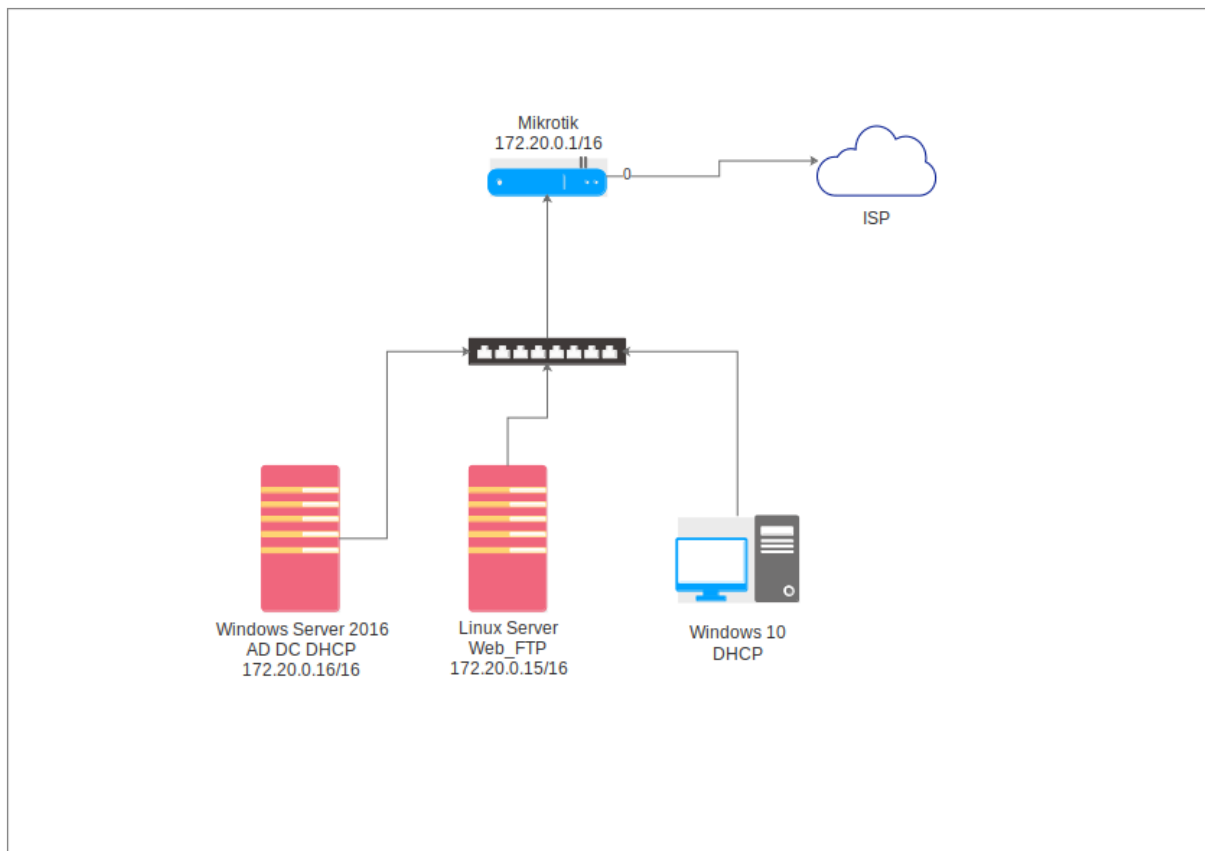 Mikrotik
172.20.0.1/16
0
ISP
Windows Server 2016
AD DC DHCP
172.20.0.16/16
Linux Server
Web_FTP
172.20.0.15/16
Windows 10
DHCP